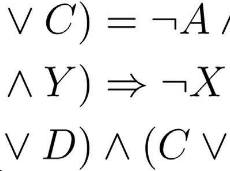 ∨ C) = ¬A ∧
∧ Y) ⇒ ¬X
∨ D) ∧ (C ∨